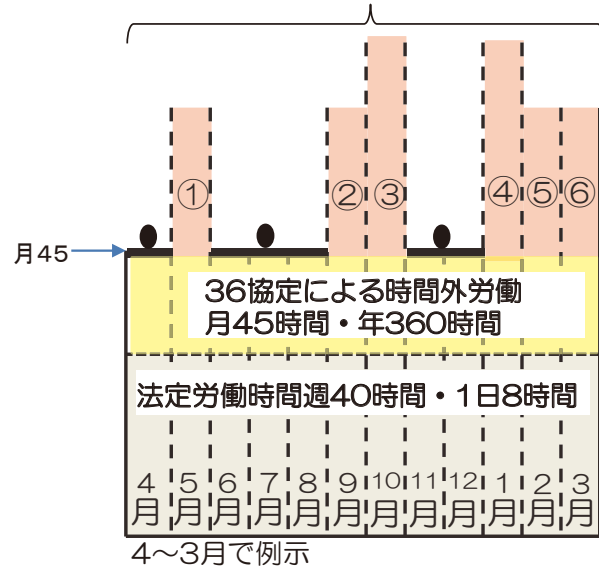 ① ② ③ ④ ⑤ ⑥
月45
36協定による時間外労働
月45時間・年360時間
法定労働時間週40時間・1日8時間
4月 5月 6月 7月 8月 9月 10月 11月 12月 1月 2月 3月
4～3月で例示